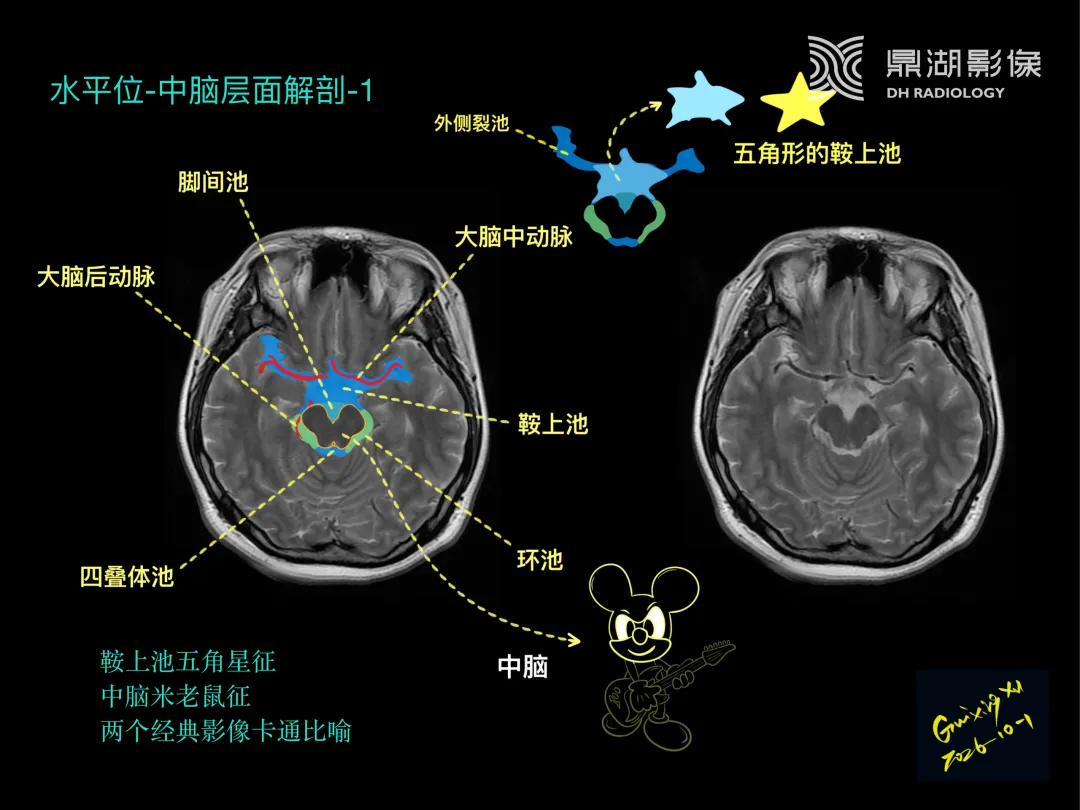 水平位-中脑层面解剖-1
鼎湖影像
DH RADIOLOGY
外侧裂池
五角形的鞍上池
脚间池
大脑中动脉
大脑后动脉
鞍上池
环池
四叠体池
中脑
鞍上池五角星征
中脑米老鼠征
两个经典影像卡通比喻
Guixing Xu
2026-10-1